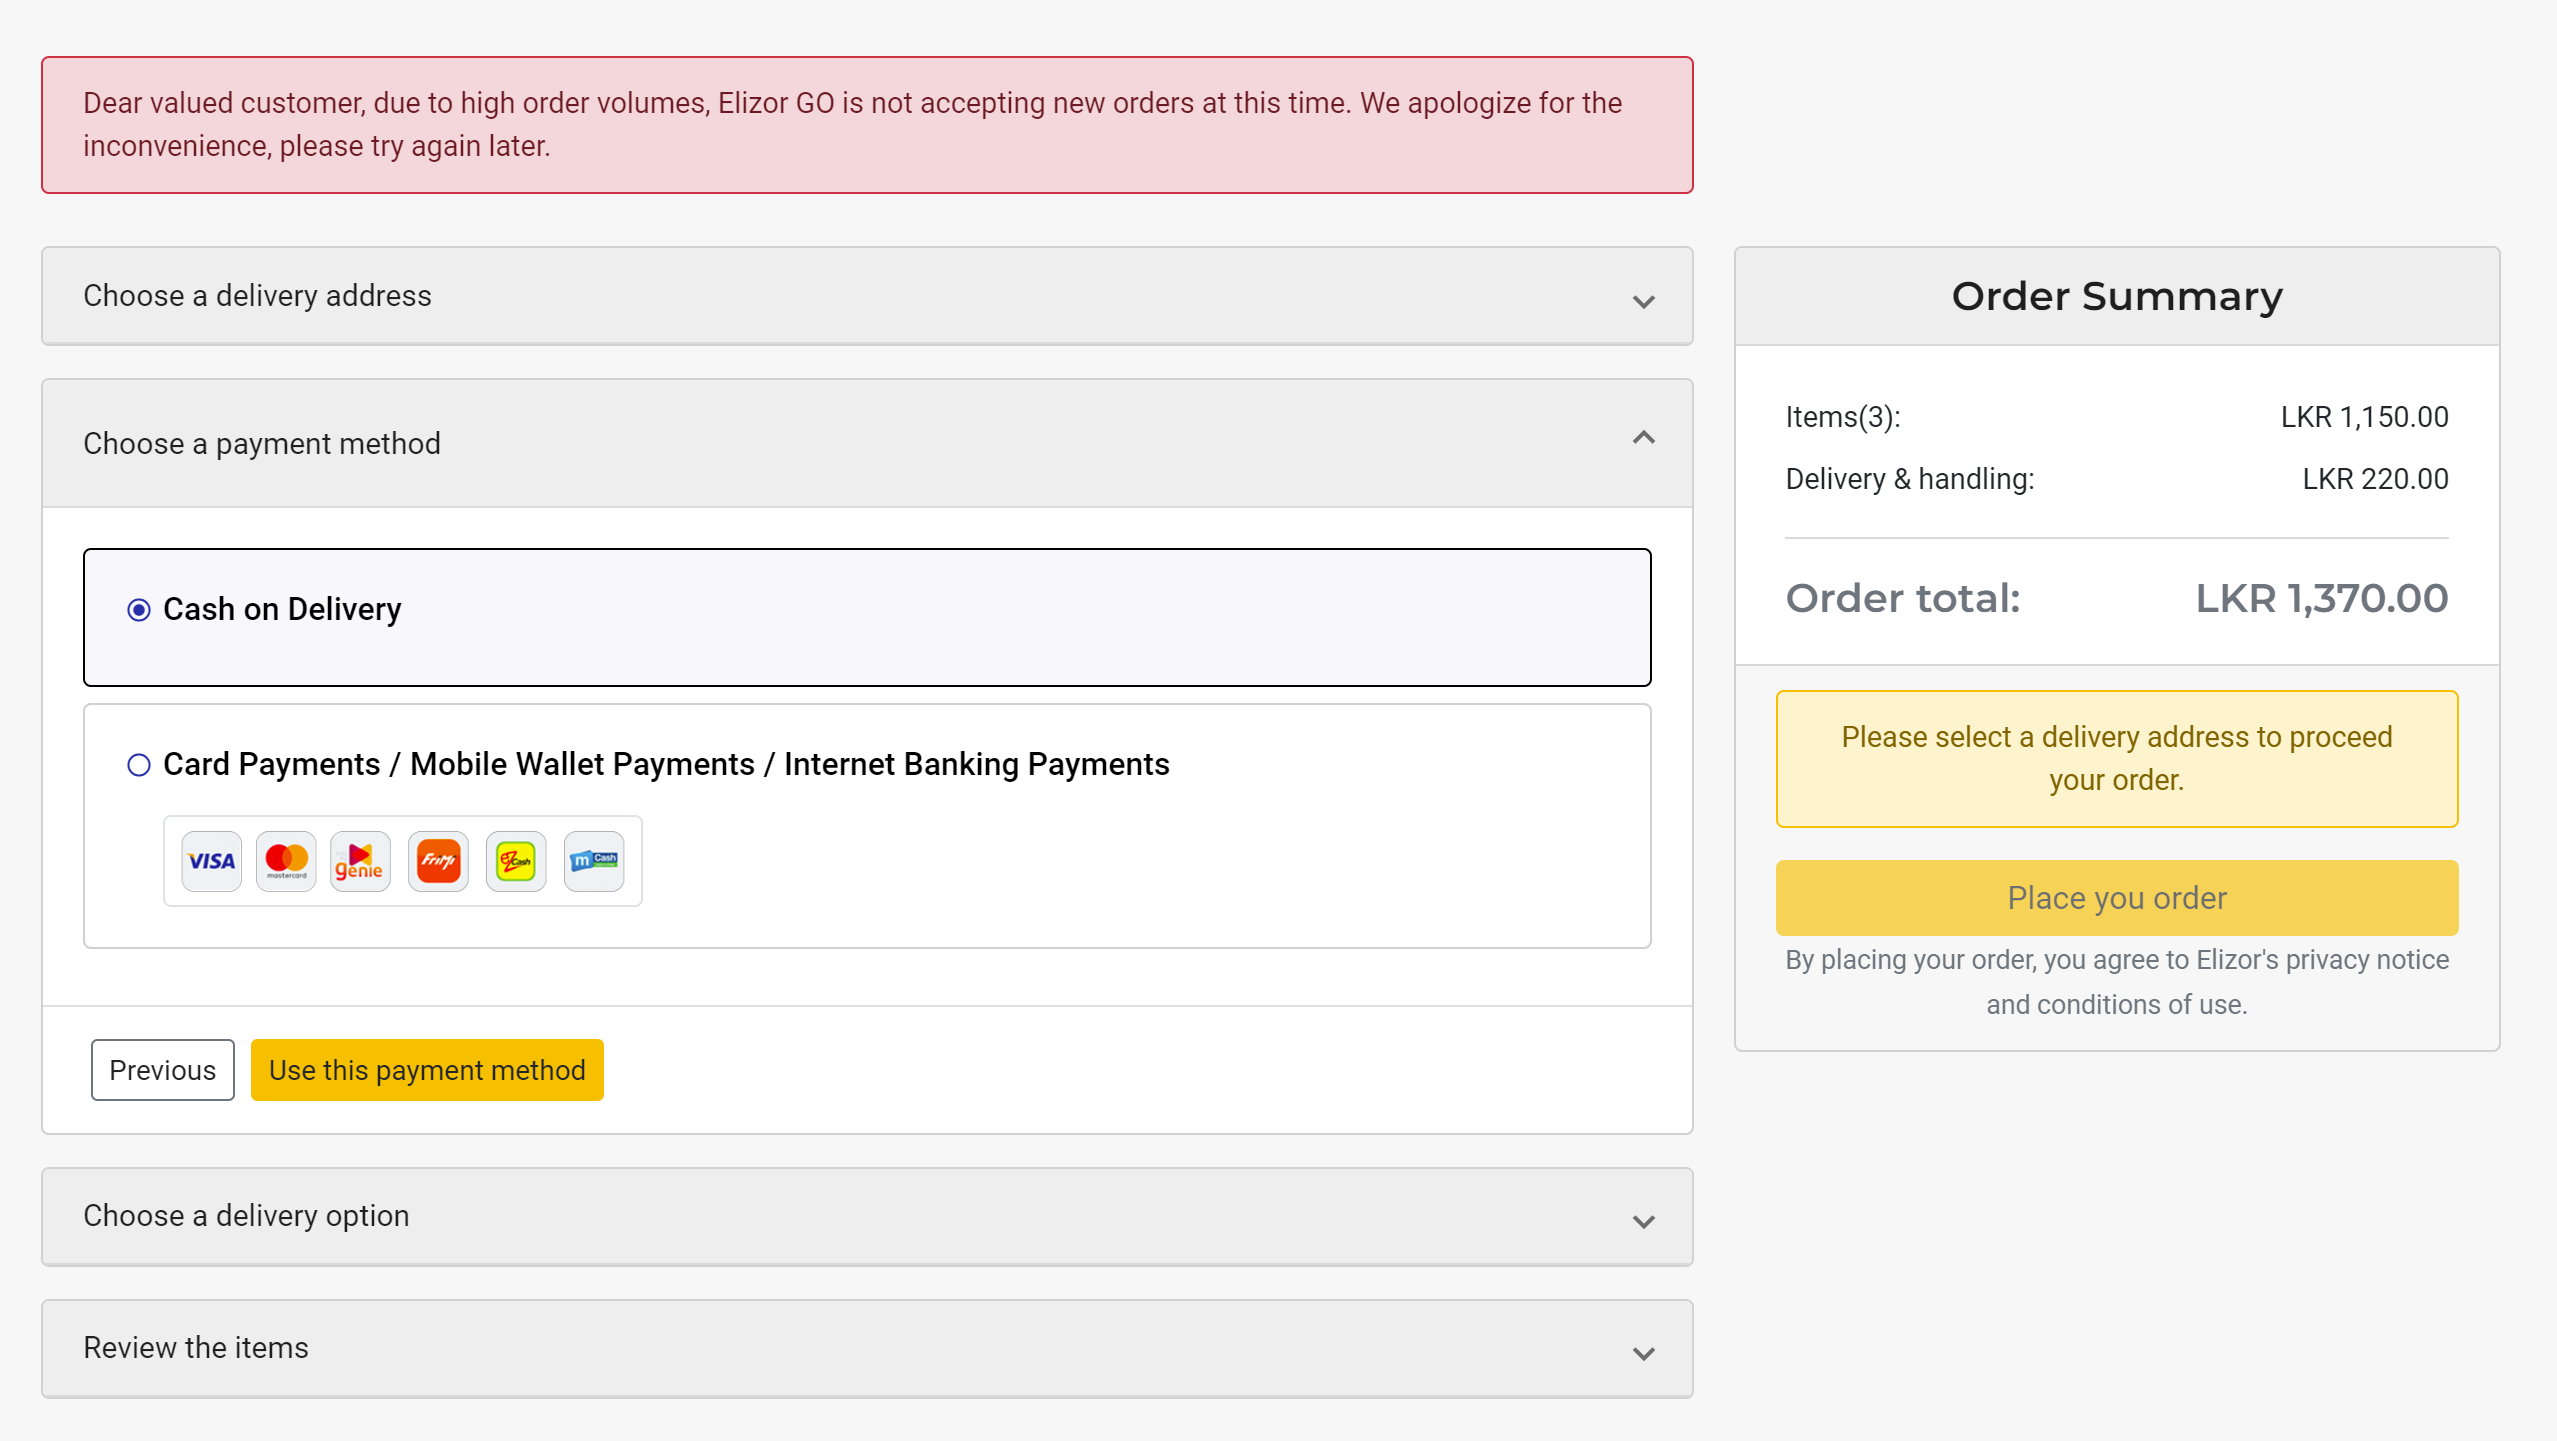 Dear valued customer, due to high order volumes, Elizor GO is not accepting new orders at this time. We apologize for the
inconvenience, please try again later.
Choose a delivery address
Choose a payment method
Cash on Delivery
Card Payments / Mobile Wallet Payments / Internet Banking Payments
VISA
mastercard
genie
FriMi
eZ Cash
m Cash
Previous
Use this payment method
Choose a delivery option
Review the items
Order Summary
Items(3): LKR 1,150.00
Delivery & handling: LKR 220.00
Order total: LKR 1,370.00
Please select a delivery address to proceed
your order.
Place you order
By placing your order, you agree to Elizor's privacy notice
and conditions of use.